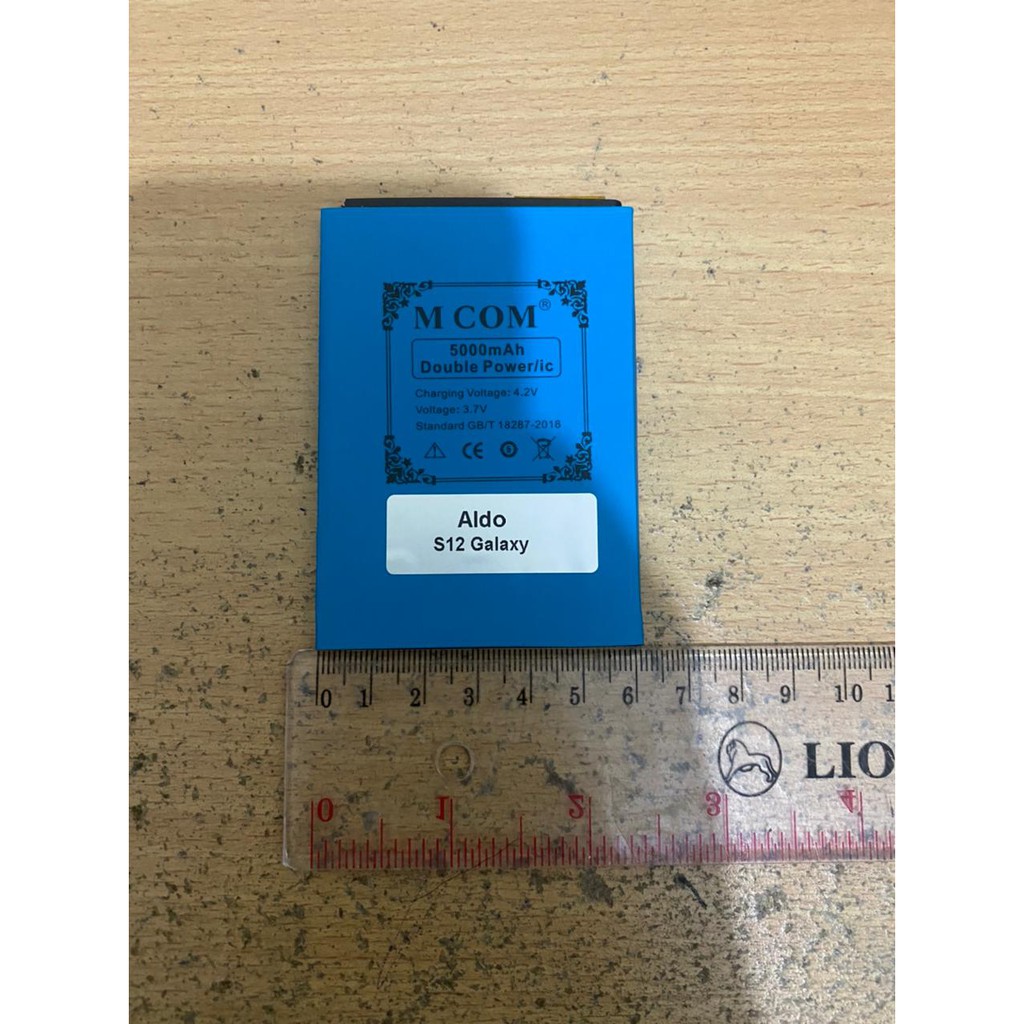 M COM®
5000mAh
Double Power/ic
Charging Voltage: 4.2V
Voltage: 3.7V
Standard GB/T 18287-2016
CE
Aldo
S12 Galaxy
0 1 2 3 4 5 6 7 8 9 10 1
LIO
0 1 2 3 4